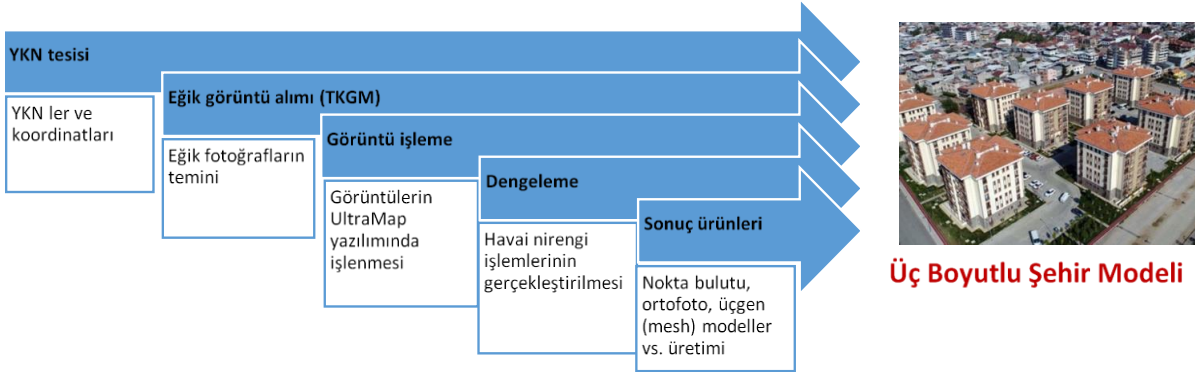 YKN tesisi
YKN ler ve
koordinatları
Eğik görüntü alımı (TKGM)
Eğik fotoğrafların
temini
Görüntü işleme
Görüntülerin
UltraMap
yazılımında
işlenmesi
Dengeleme
Havai nirengi
işlemlerinin
gerçekleştirilmesi
Sonuç ürünleri
Nokta bulutu,
ortofoto, üçgen
(mesh) modeller
vs. üretimi
Üç Boyutlu Şehir Modeli